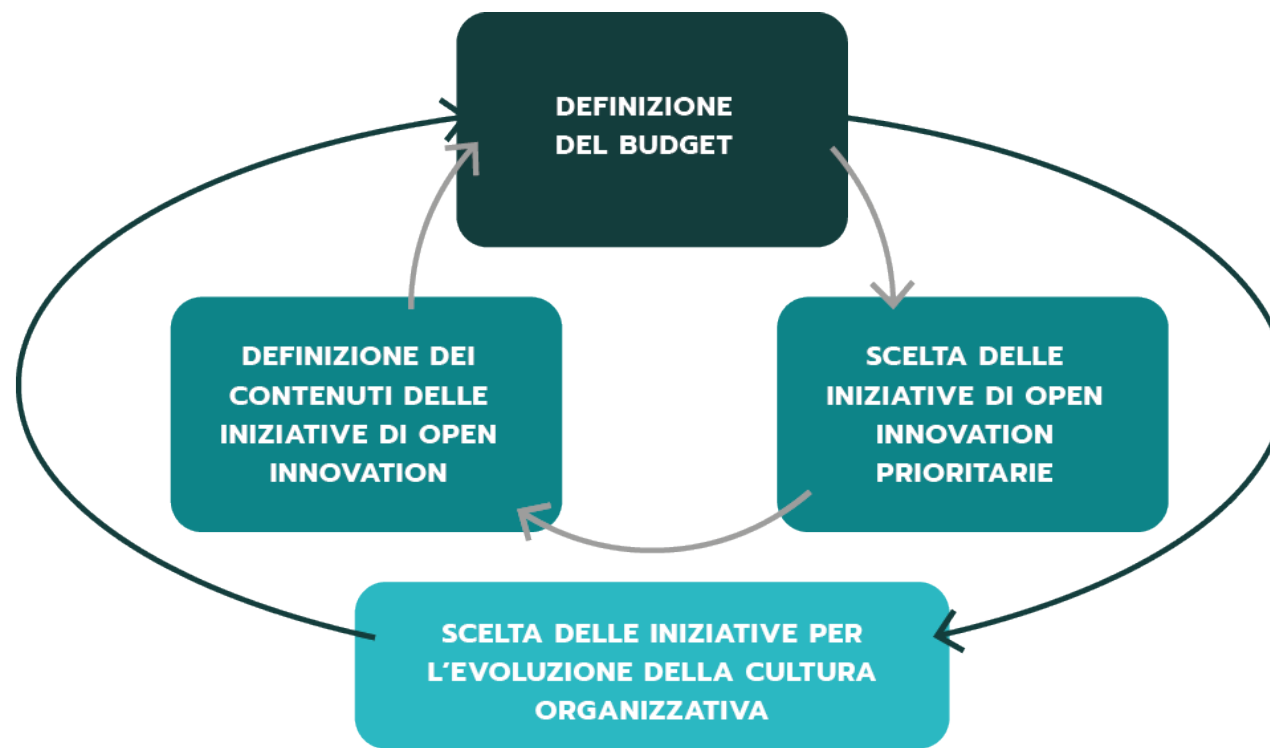 DEFINIZIONE
DEL BUDGET
DEFINIZIONE DEI
CONTENUTI DELLE
INIZIATIVE DI OPEN
INNOVATION
SCELTA DELLE
INIZIATIVE DI OPEN
INNOVATION
PRIORITARIE
SCELTA DELLE INIZIATIVE PER
L’EVOLUZIONE DELLA CULTURA
ORGANIZZATIVA